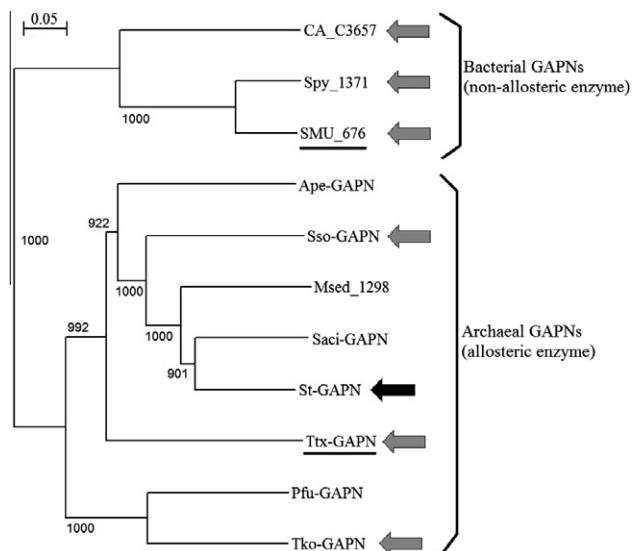 0.05
CA_C3657
Spy_1371
1000
SMU_676
Bacterial GAPNs
(non-allosteric enzyme)
Ape-GAPN
922
1000
Sso-GAPN
1000
Msed_1298
1000
992
Saci-GAPN
Archaeal GAPNs
(allosteric enzyme)
901
St-GAPN
Ttx-GAPN
Pfu-GAPN
1000
Tko-GAPN